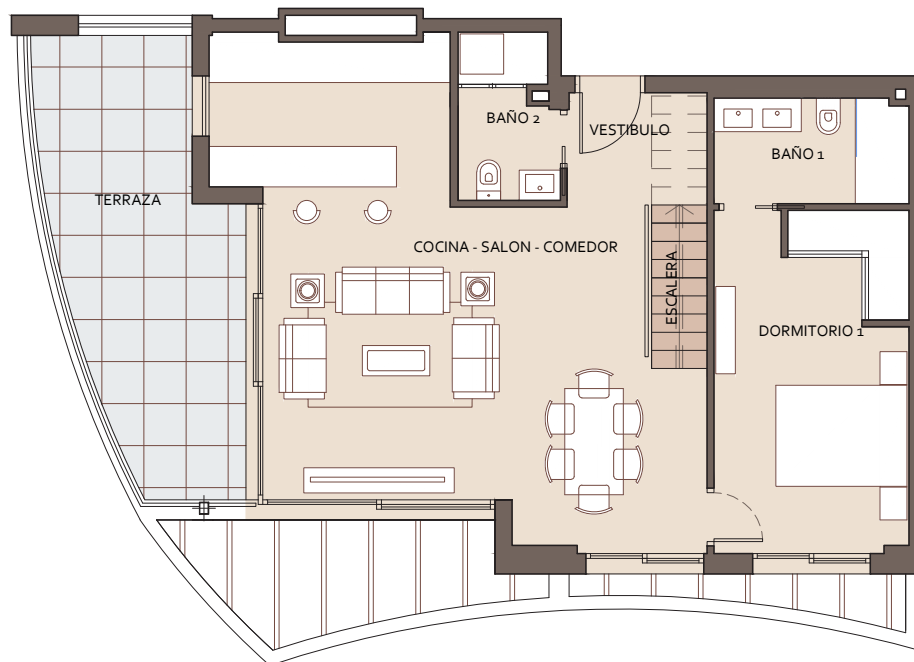 BAÑO 2
VESTIBULO
BAÑO 1
TERRAZA
COCINA - SALON - COMEDOR
ESCALERA
DORMITORIO 1